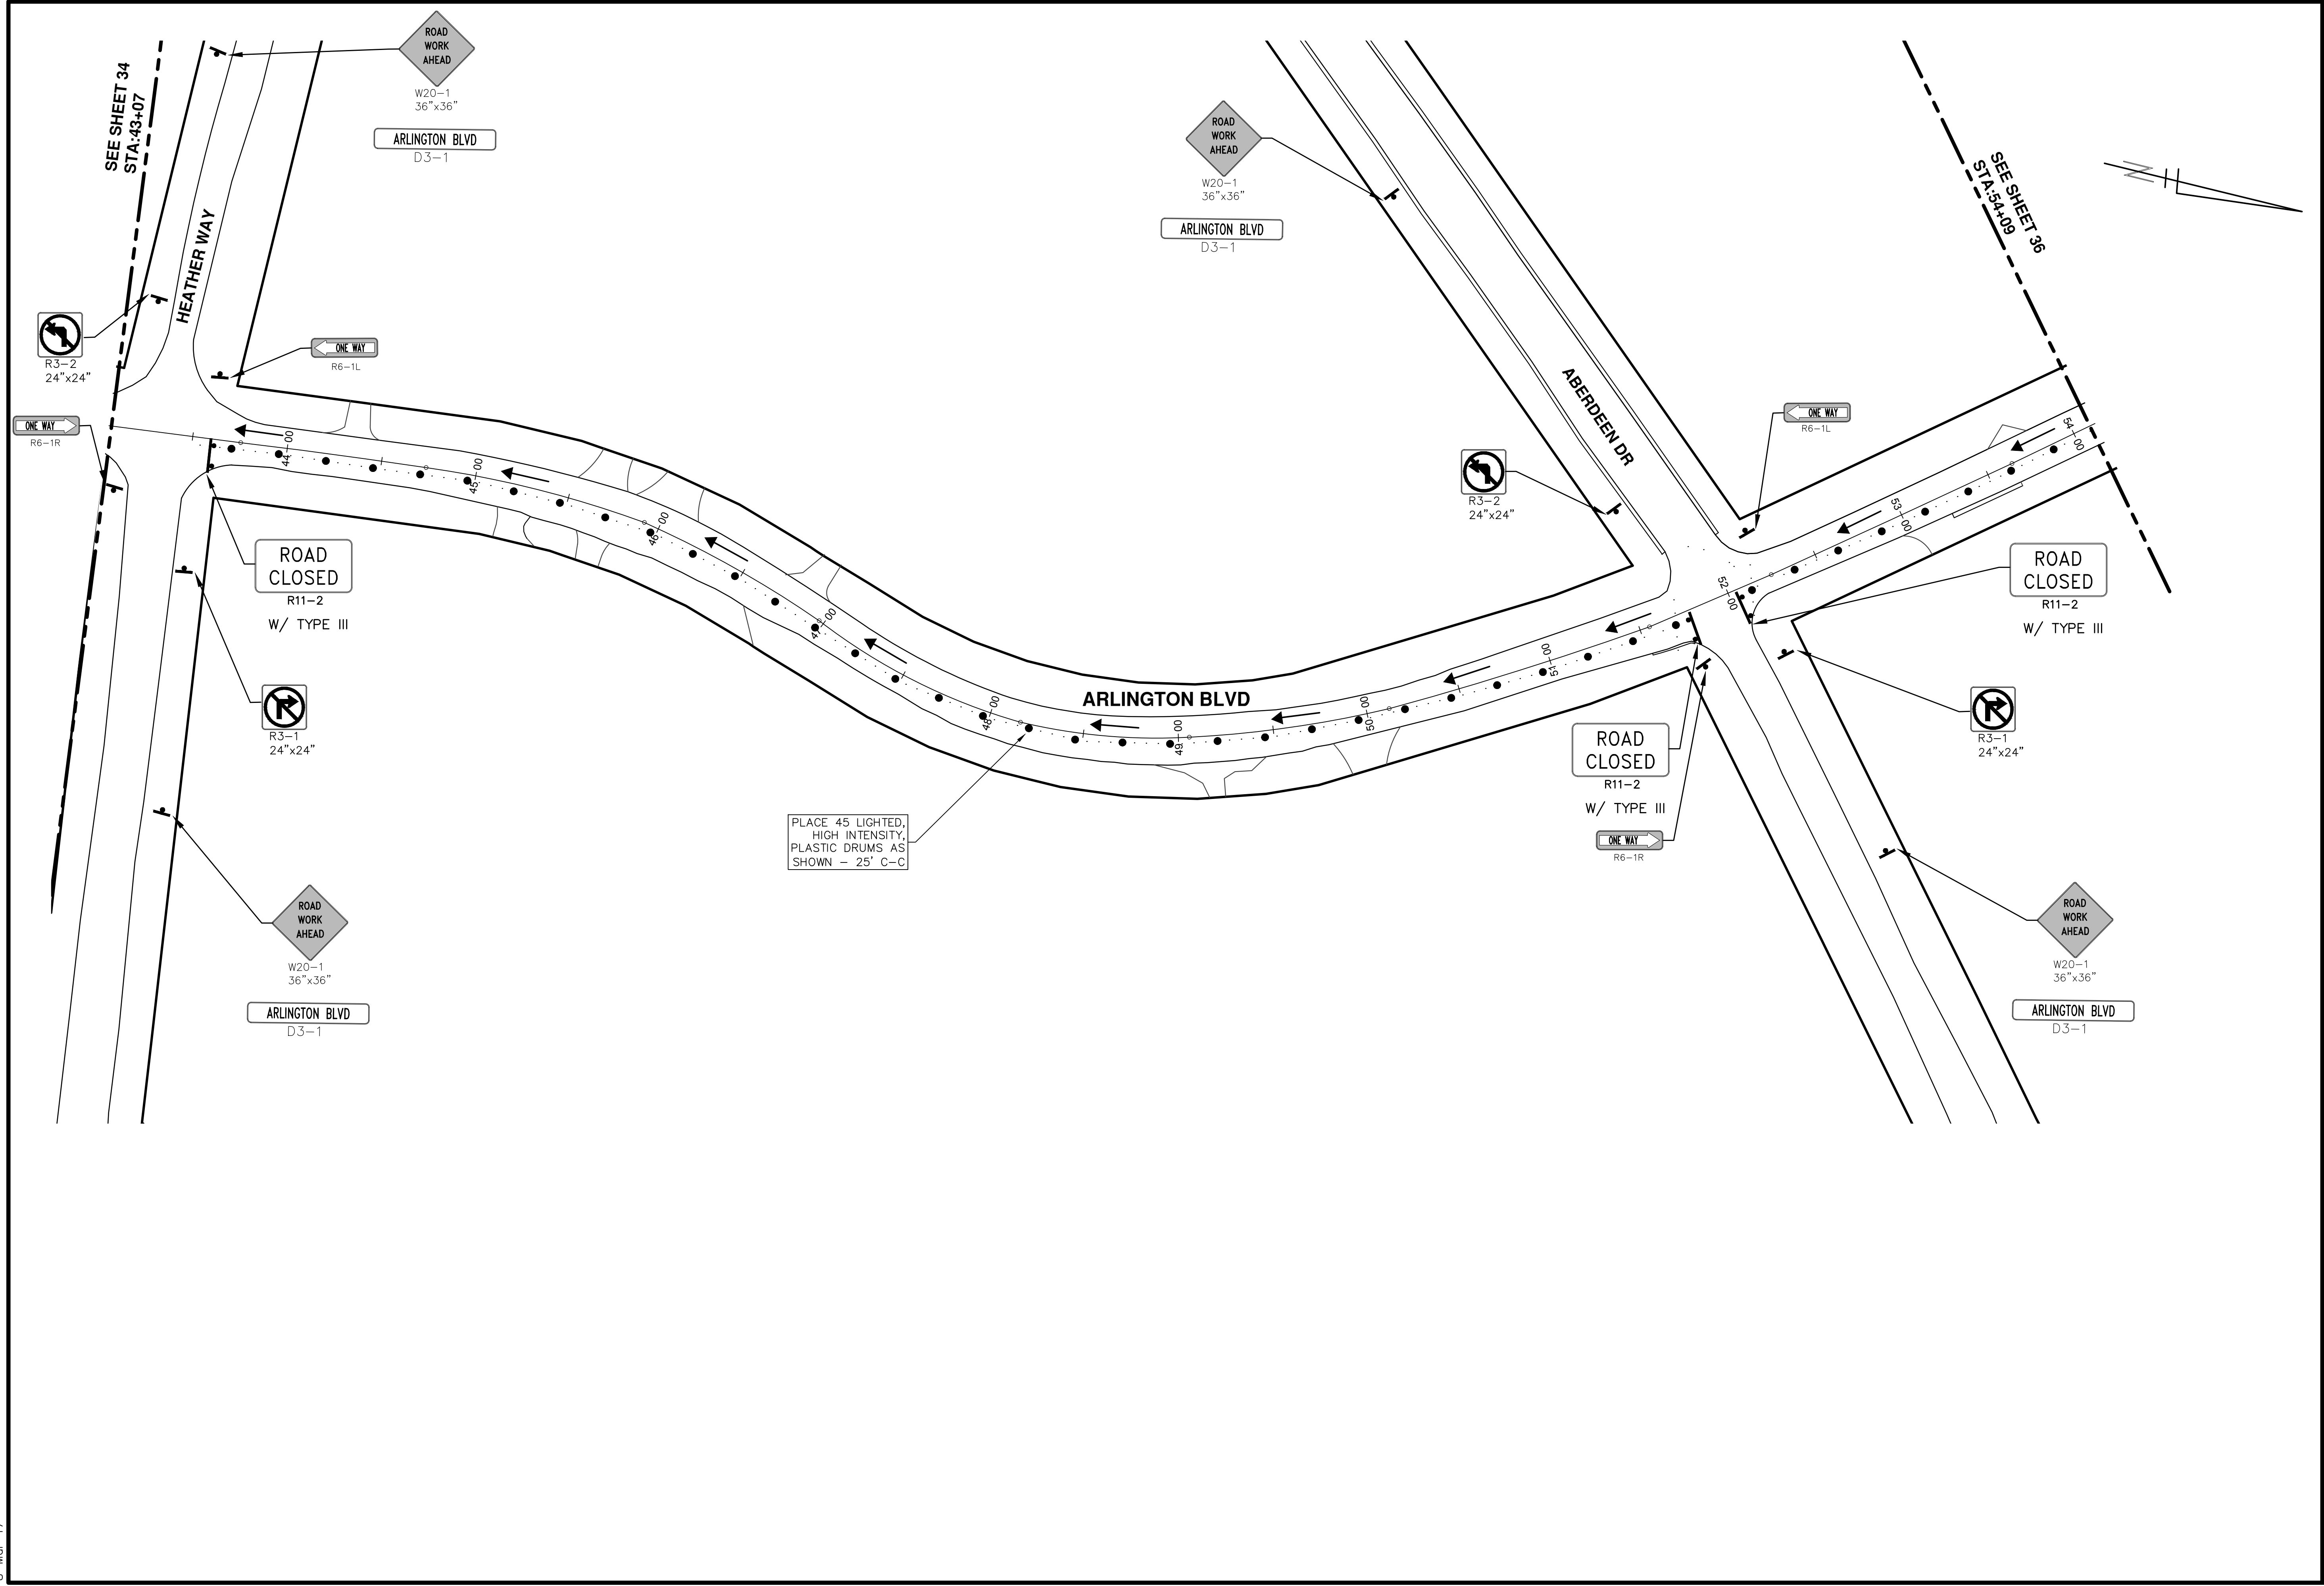 ROAD
WORK
AHEAD
W20-1
36"x36"
ARLINGTON BLVD
D3-1
SEE SHEET 34
STA:43+07
HEATHER WAY
R3-2
24"x24"
ONE WAY
R6-1L
ONE WAY
R6-1R
ROAD
CLOSED
R11-2
W/ TYPE III
R3-1
24"x24"
ROAD
WORK
AHEAD
W20-1
36"x36"
ARLINGTON BLVD
D3-1
44+00
45+00
46+00
47+00
48+00
49+00
50+00
51+00
52+00
53+00
54+00
ARLINGTON BLVD
PLACE 45 LIGHTED,
HIGH INTENSITY,
PLASTIC DRUMS AS
SHOWN - 25' C-C
ROAD
WORK
AHEAD
W20-1
36"x36"
ARLINGTON BLVD
D3-1
ABERDEEN DR
R3-2
24"x24"
ONE WAY
R6-1L
SEE SHEET 36
STA:54+09
N
ROAD
CLOSED
R11-2
W/ TYPE III
ROAD
CLOSED
R11-2
W/ TYPE III
ONE WAY
R6-1R
R3-1
24"x24"
ROAD
WORK
AHEAD
W20-1
36"x36"
ARLINGTON BLVD
D3-1